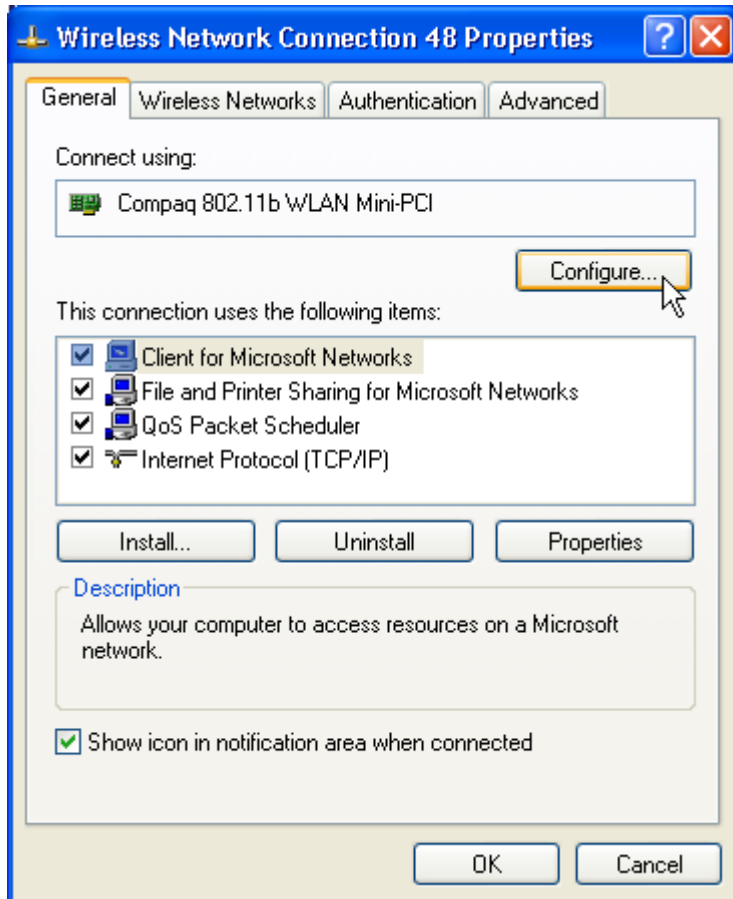 Wireless Network Connection 48 Properties
General Wireless Networks Authentication Advanced
Connect using:
Compaq 802.11b WLAN Mini-PCI
Configure...
This connection uses the following items:
Client for Microsoft Networks
File and Printer Sharing for Microsoft Networks
QoS Packet Scheduler
Internet Protocol (TCP/IP)
Install... Uninstall Properties
Description
Allows your computer to access resources on a Microsoft
network.
Show icon in notification area when connected
OK Cancel